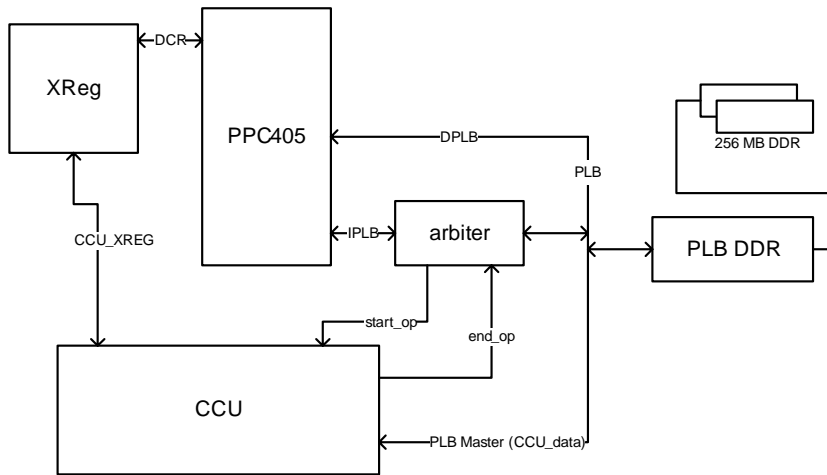 DCR
XReg
PPC405
DPLB
256 MB DDR
PLB
CCU_XREG
IPLB
arbiter
PLB DDR
start_op
end_op
CCU
PLB Master (CCU_data)